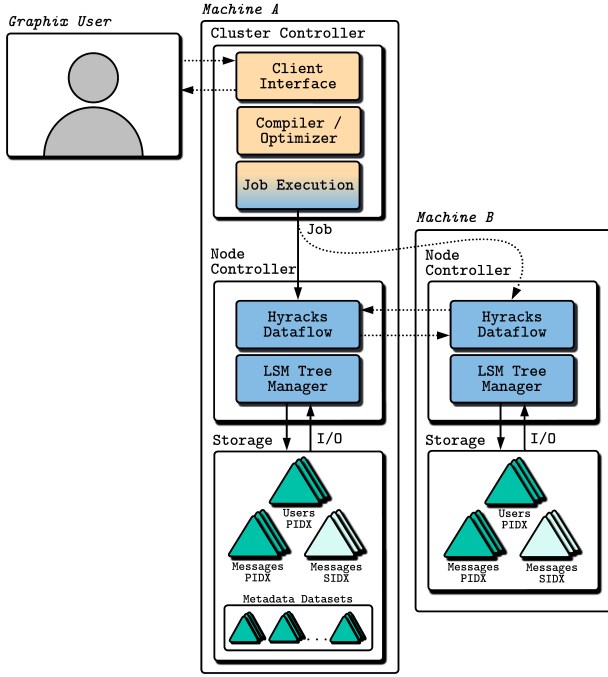 Graphix User
Machine A
Cluster Controller
Client
Interface
Compiler /
Optimizer
Job Execution
Job
Node
Controller
Hyracks
Dataflow
LSM Tree
Manager
Storage
I/O
Users
PIDX
Messages
PIDX
Messages
SIDX
Metadata Datasets
...
Machine B
Node
Controller
Hyracks
Dataflow
LSM Tree
Manager
Storage
I/O
Users
PIDX
Messages
PIDX
Messages
SIDX